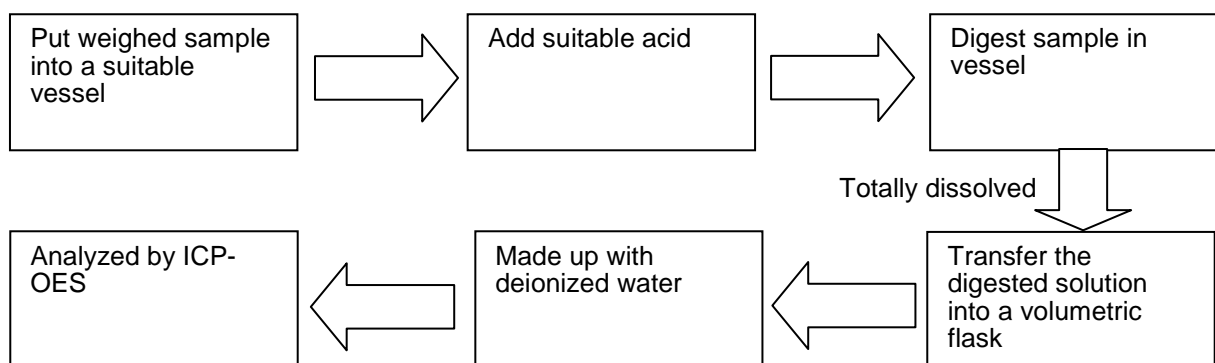 Put weighed sample
into a suitable
vessel
Add suitable acid
Digest sample in
vessel
Totally dissolved
Transfer the
digested solution
into a volumetric
flask
Made up with
deionized water
Analyzed by ICP-
OES